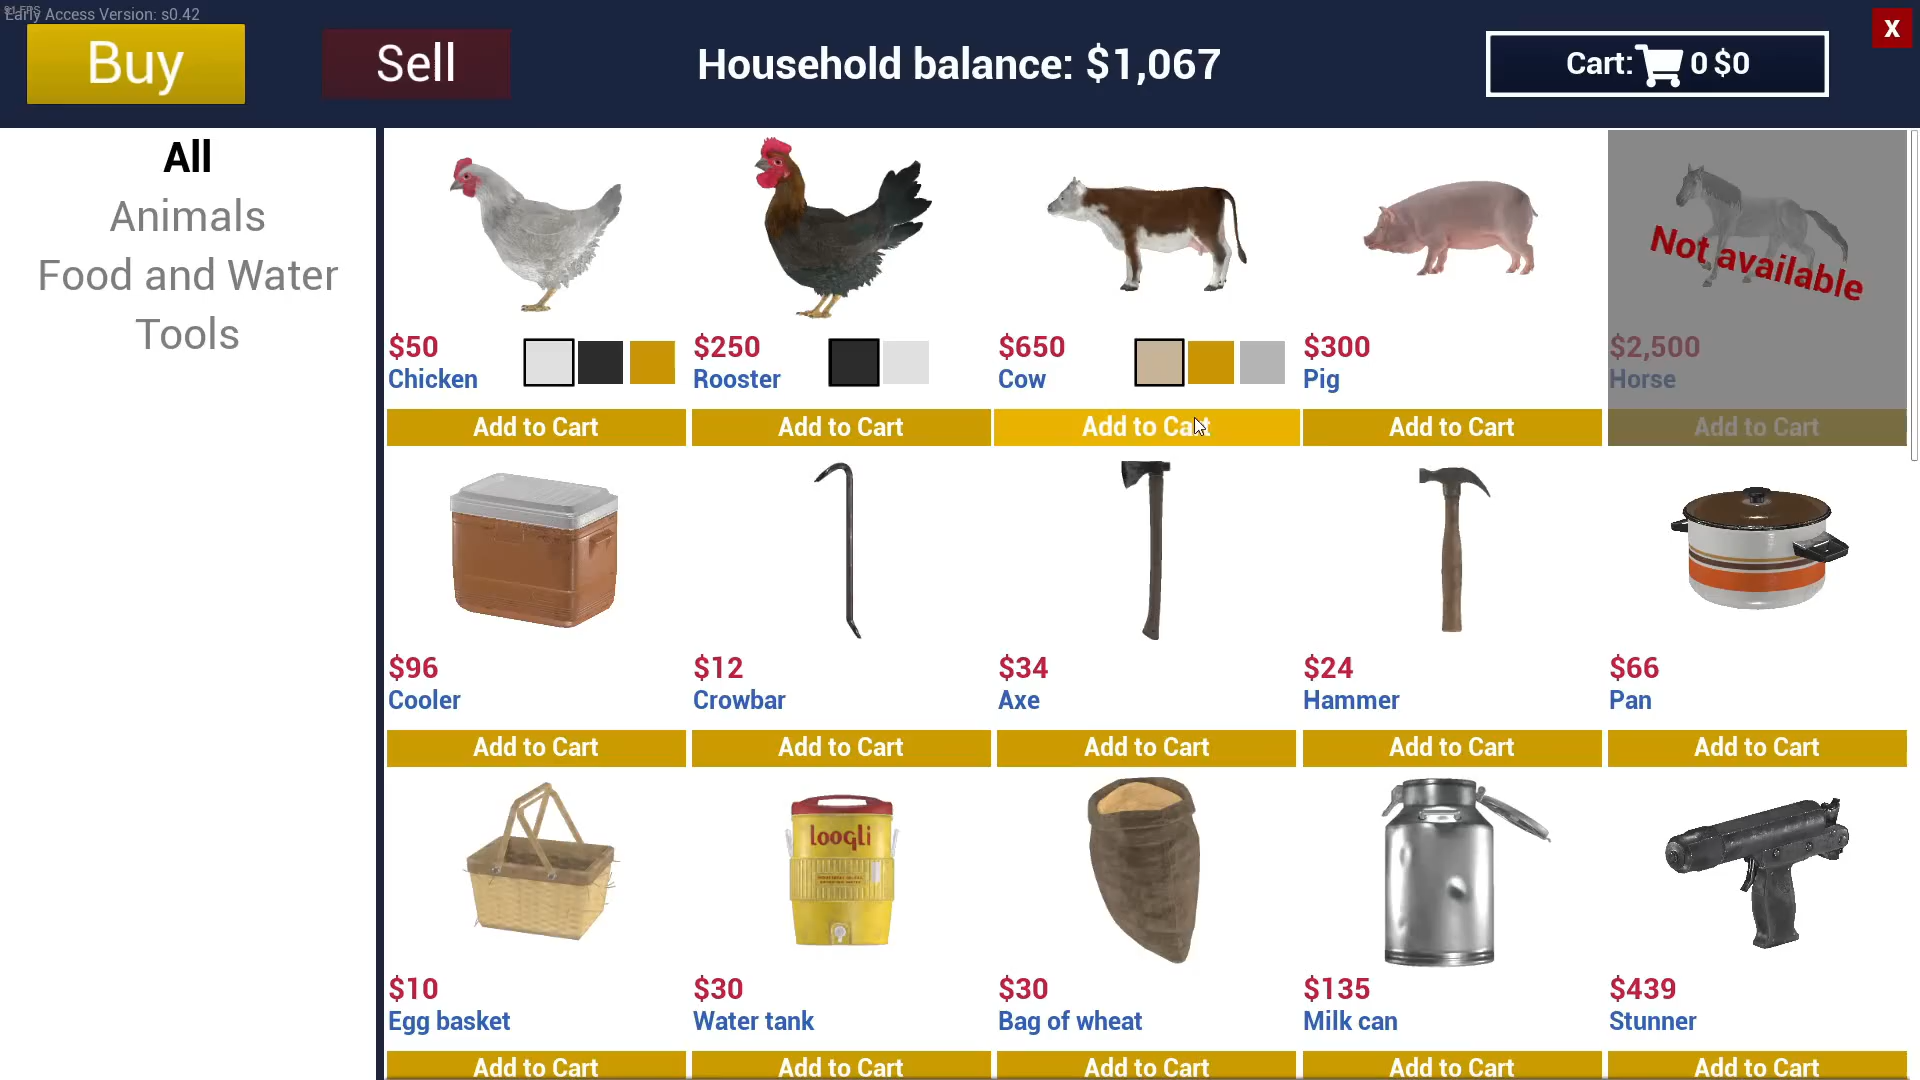 Early Access Version: s0.42
Buy
Sell
Household balance: $1,067
Cart: 0 $0
X
All
Animals
Food and Water
Tools
$50
Chicken
$250
Rooster
$650
Cow
$300
Pig
Not available
$2,500
Horse
Add to Cart
Add to Cart
Add to Cart
Add to Cart
Add to Cart
$96
Cooler
$12
Crowbar
$34
Axe
$24
Hammer
$66
Pan
Add to Cart
Add to Cart
Add to Cart
Add to Cart
Add to Cart
loogli
$10
Egg basket
$30
Water tank
$30
Bag of wheat
$135
Milk can
$439
Stunner
Add to Cart
Add to Cart
Add to Cart
Add to Cart
Add to Cart